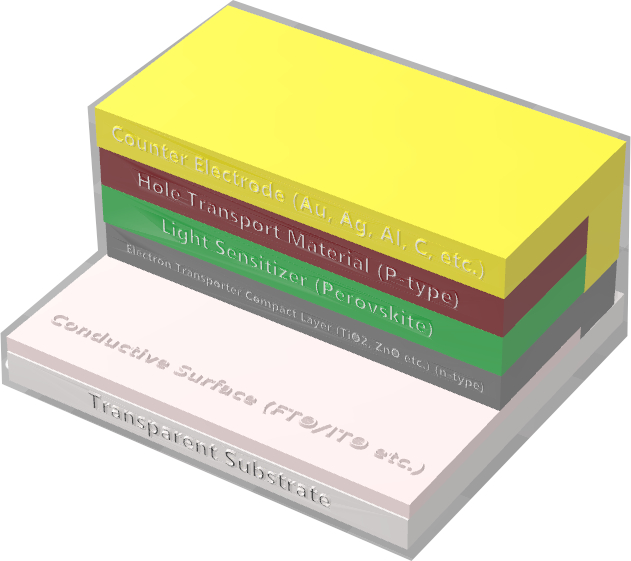 Counter Electrode (Au, Ag, Al, C, etc.)
Hole Transport Material (P-type)
Light Sensitizer (Perovskite)
Electron Transporter Compact Layer (TiO2, ZnO etc.) (n-type)
Conductive Surface (FTO/ITO etc.)
Transparent Substrate